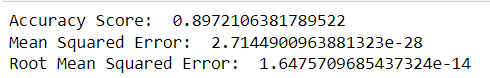 Accuracy Score:  0.8972106381789522
Mean Squared Error:  2.7144900963881323e-28
Root Mean Squared Error:  1.6475709685437324e-14